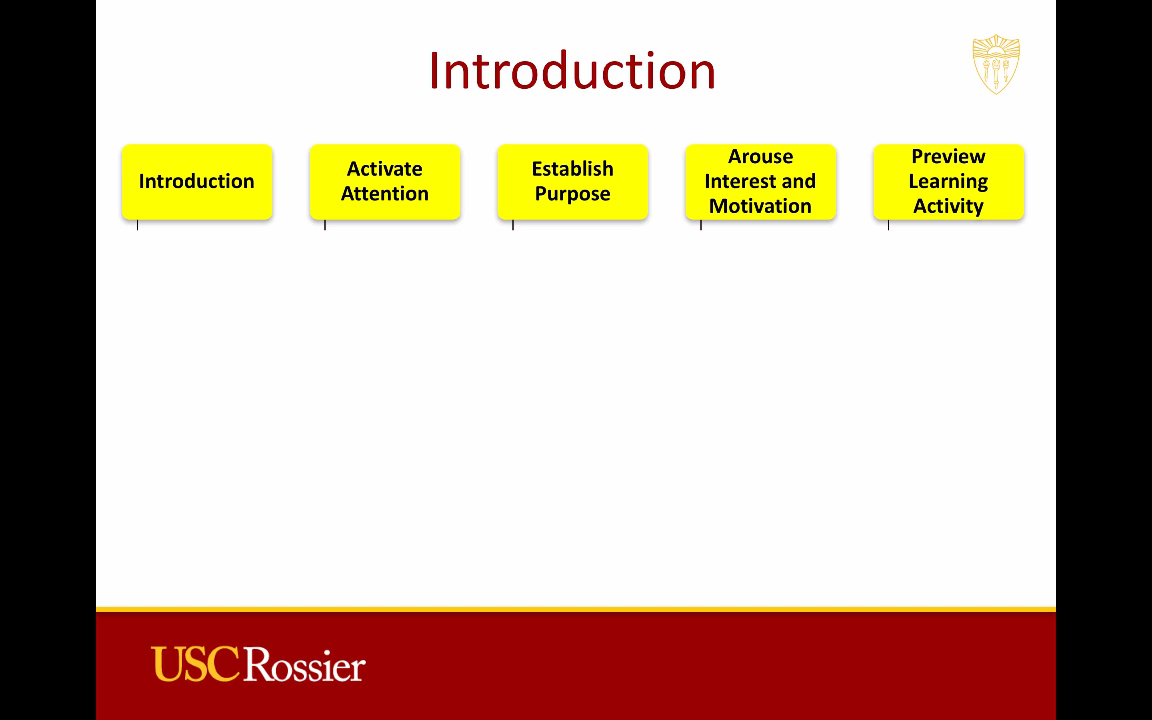 Introduction
Introduction
Activate
Attention
Establish
Purpose
Arouse
Interest and
Motivation
Preview
Learning
Activity
USC Rossier